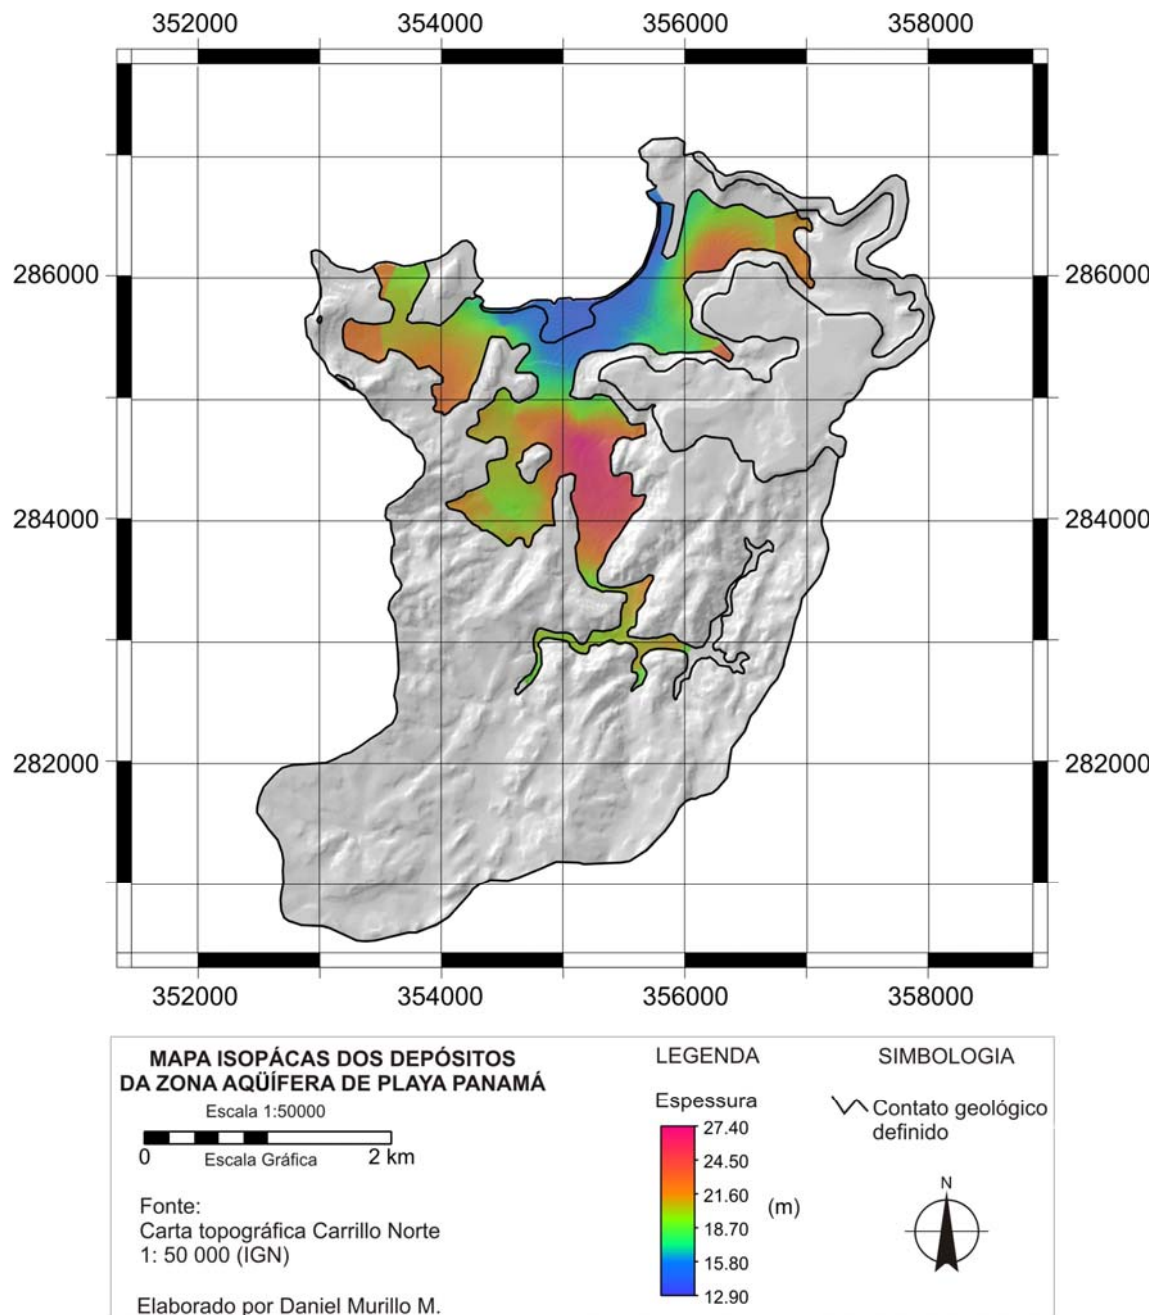 352000 354000 356000 358000
286000 286000
284000 284000
282000 282000
352000 354000 356000 358000
MAPA ISOPÁCAS DOS DEPÓSITOS
DA ZONA AQÜÍFERA DE PLAYA PANAMÁ
Escala 1:50000
0 Escala Gráfica 2 km
Fonte:
Carta topográfica Carrillo Norte
1: 50 000 (IGN)
Elaborado por Daniel Murillo M.
LEGENDA
Espessura
27.40
24.50
21.60
18.70
15.80
12.90
(m)
SIMBOLOGIA
Contato geológico
definido
N